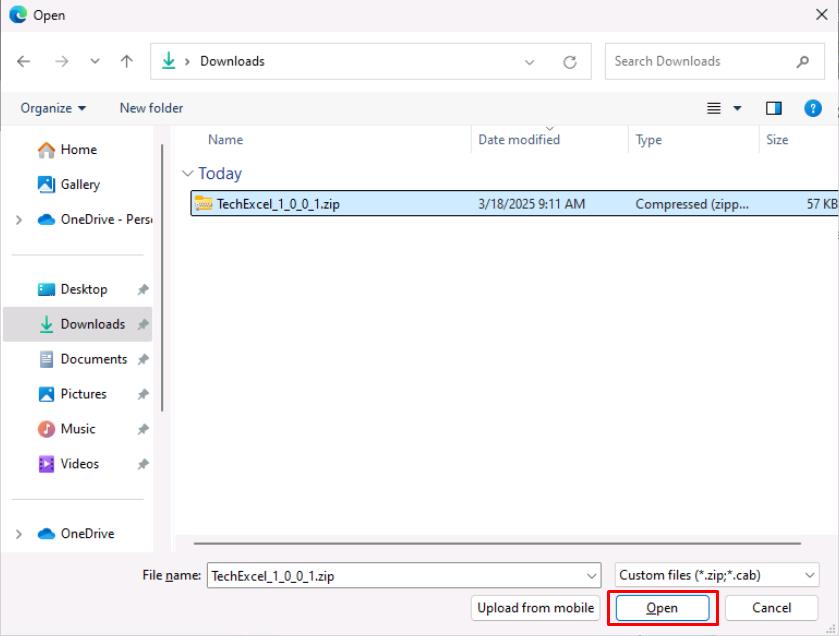 Open
Downloads
Search Downloads
Organize
New folder
?
Name
Date modified
Type
Size
Home
Gallery
OneDrive - Pers
Desktop
Downloads
Documents
Pictures
Music
Videos
OneDrive
Today
TechExcel_1_0_0_1.zip
3/18/2025 9:11 AM
Compressed (zipp...
57 KB
File name:
TechExcel_1_0_0_1.zip
Custom files (*.zip;*.cab)
Upload from mobile
Open
Cancel